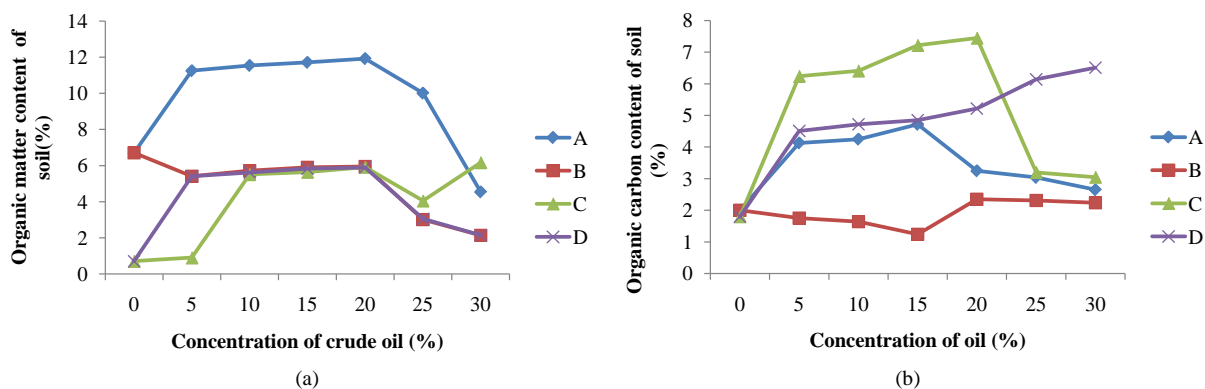 Organic matter content of
soil(%)
14
12
10
8
6
4
2
0
0 5 10 15 20 25 30
Concentration of crude oil (%)
A
B
C
D
(a)
Organic carbon content of soil
(%)
8
7
6
5
4
3
2
1
0
0 5 10 15 20 25 30
Concentration of oil (%)
A
B
C
D
(b)